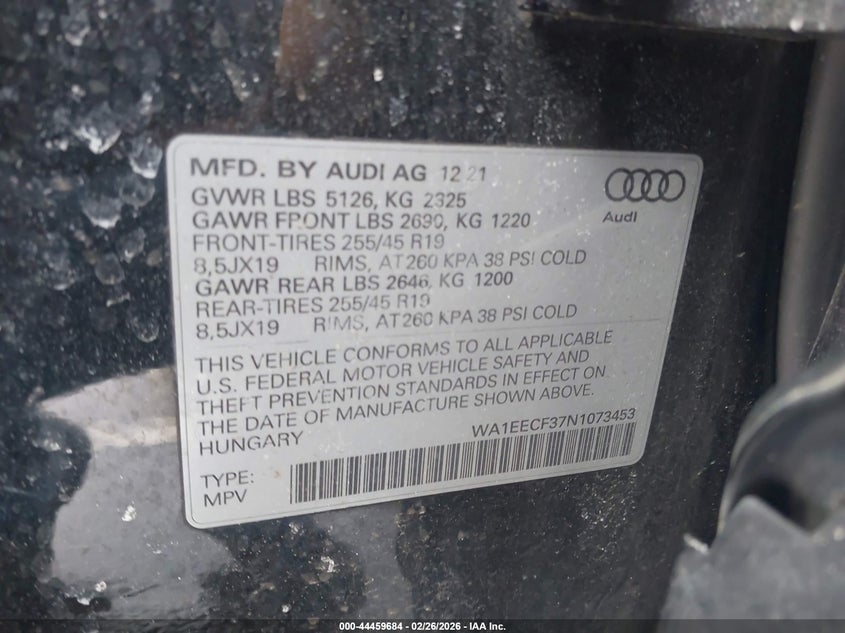 MFD. BY AUDI AG 12 21
GVWR LBS 5126, KG 2325
GAWR FRONT LBS 2690, KG 1220
FRONT-TIRES 255/45 R19
8,5JX19 RIMS, AT 260 KPA 38 PSI COLD
GAWR REAR LBS 2646, KG 1200
REAR-TIRES 255/45 R19
8,5JX19 RIMS, AT 260 KPA 38 PSI COLD
Audi
THIS VEHICLE CONFORMS TO ALL APPLICABLE
U.S. FEDERAL MOTOR VEHICLE SAFETY AND
THEFT PREVENTION STANDARDS IN EFFECT ON
THE DATE OF MANUFACTURE SHOWN ABOVE.
HUNGARY WA1EECF37N1073453
TYPE:
MPV
000-44459684 - 02/26/2026 - IAA Inc.